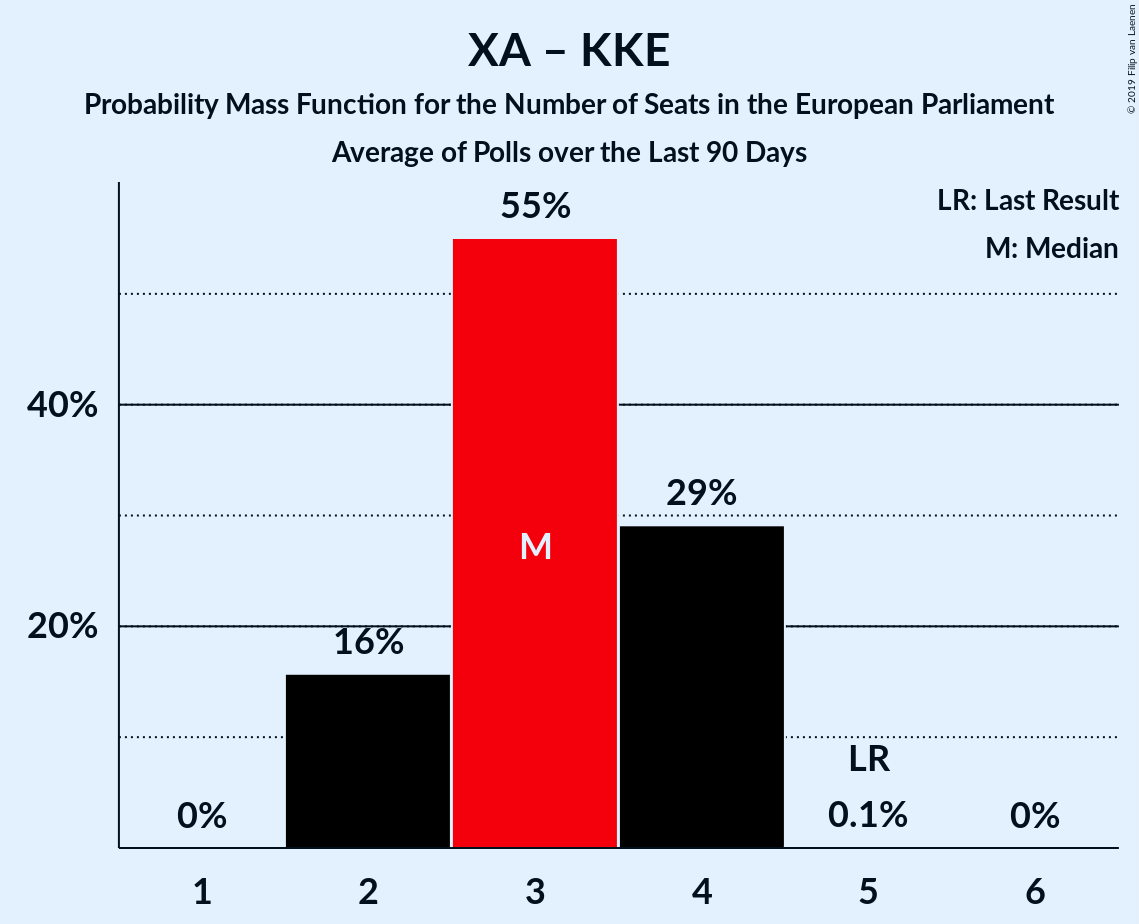 XA – KKE
Probability Mass Function for the Number of Seats in the European Parliament
Average of Polls over the Last 90 Days
© 2019 Filip van Laenen
LR: Last Result
M: Median
55%
40%
29%
M
20%
16%
LR
0%
0.1%
0%
1 2 3 4 5 6